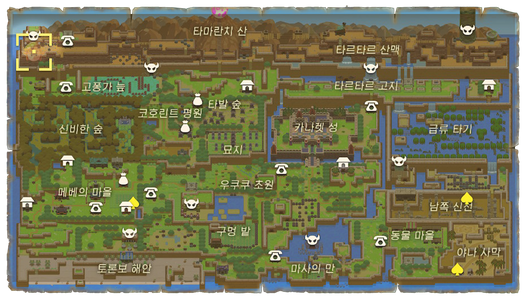 타마란치 산
타르타르 산맥
고퐁가 늪
타르타르 고지
타발 숲
코호린트 평원
신비한 숲
카나렛 성
급류 타기
묘지
우쿠쿠 초원
메베의 마을
남쪽 신전
구멍 밭
동물 마을
야나 사막
토론보 해안
마사의 만